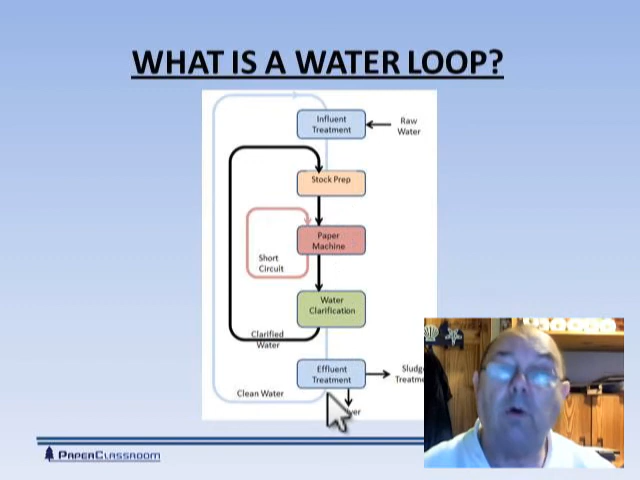 WHAT IS A WATER LOOP?
Influent
Treatment
Raw
Water
Stock Prep
Paper
Machine
Short
Circuit
Water
Clarification
Clarified
Water
Effluent
Treatment
Clean Water
PAPERCLASSROOM